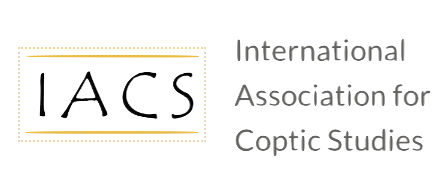 IACS
International
Association for
Coptic Studies